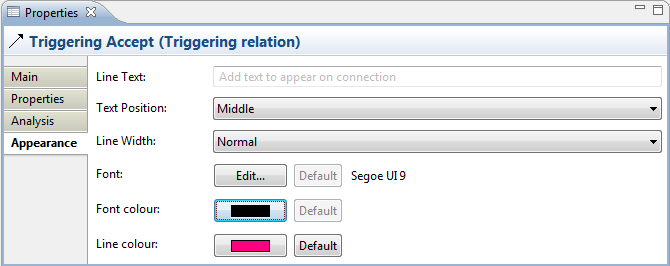 Properties
Triggering Accept (Triggering relation)
Main
Properties
Analysis
Appearance
Line Text: Add text to appear on connection
Text Position: Middle
Line Width: Normal
Font: Edit... Default Segoe UI 9
Font colour: Default
Line colour: Default